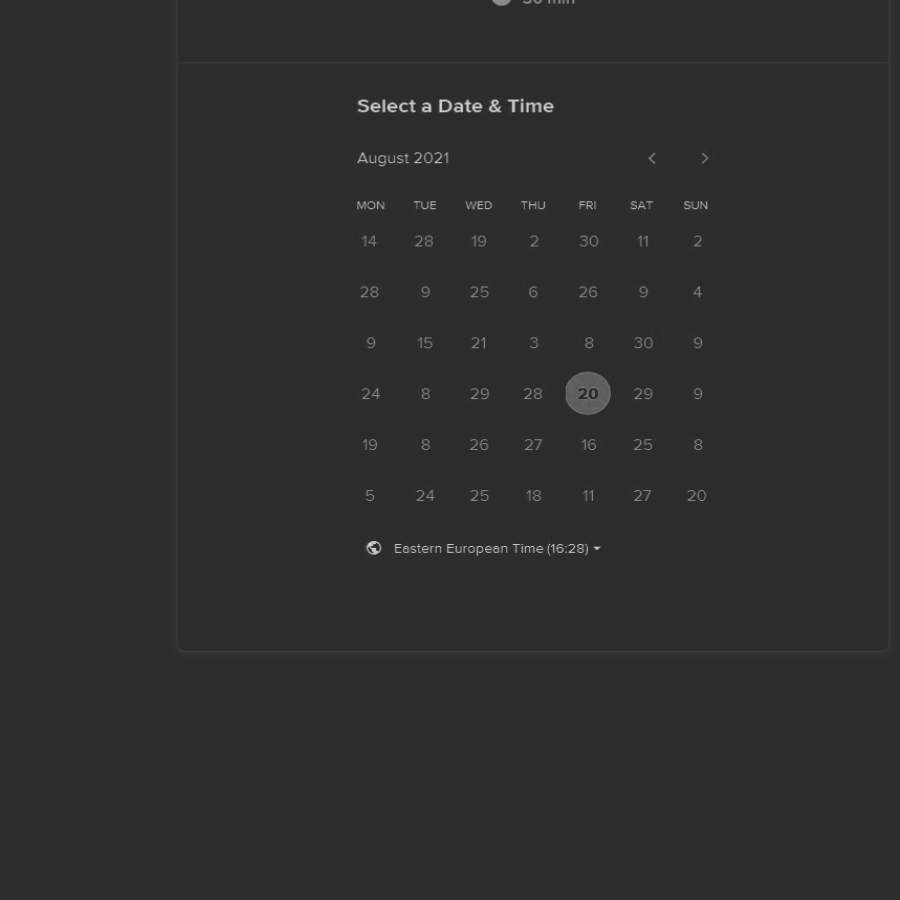 Select a Date & Time
August 2021
MON TUE WED THU FRI SAT SUN
14 28 19 2 30 11 2
28 9 25 6 26 9 4
9 15 21 3 8 30 9
24 8 29 28 20 29 9
19 8 26 27 16 25 8
5 24 25 18 11 27 20
Eastern European Time (16:28)